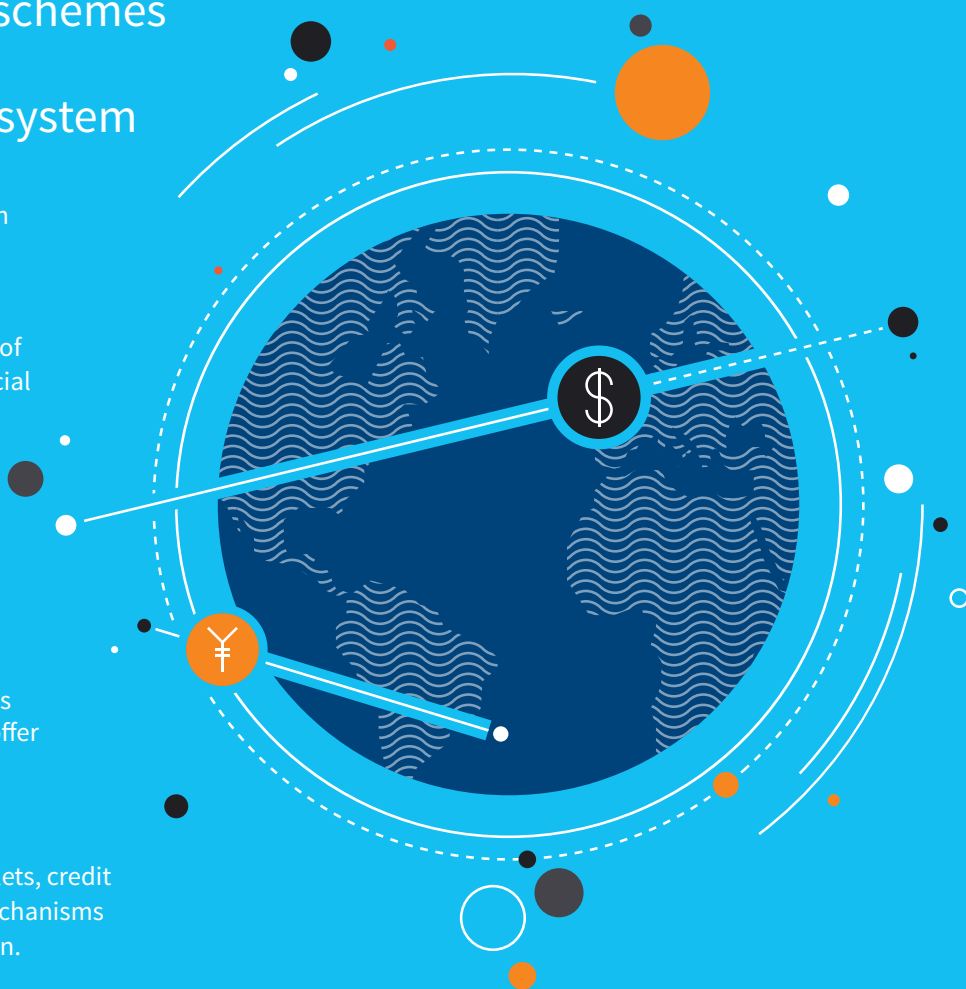 schemes
system
n
of
cial
$
¥
s
ffer
ets, credit
chanisms
n.